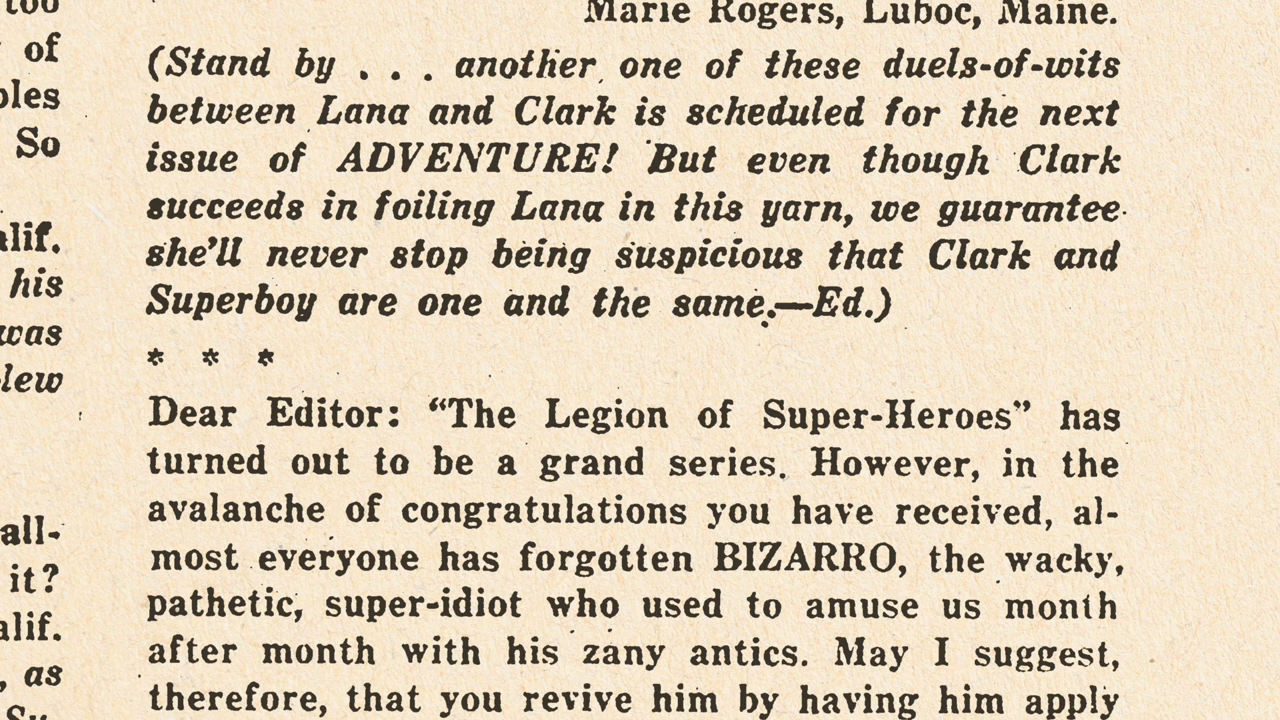 too
of
ples
So
alif.
his
was
lew
all-
it?
alif.
, as
Su-
Marie Rogers, Luboc, Maine.
(Stand by . . . another one of these duels-of-wits
between Lana and Clark is scheduled for the next
issue of ADVENTURE! But even though Clark
succeeds in foiling Lana in this yarn, we guarantee
she'll never stop being suspicious that Clark and
Superboy are one and the same.—Ed.)
* * *
Dear Editor: “The Legion of Super-Heroes” has
turned out to be a grand series. However, in the
avalanche of congratulations you have received, al-
most everyone has forgotten BIZARRO, the wacky,
pathetic, super-idiot who used to amuse us month
after month with his zany antics. May I suggest,
therefore, that you revive him by having him apply